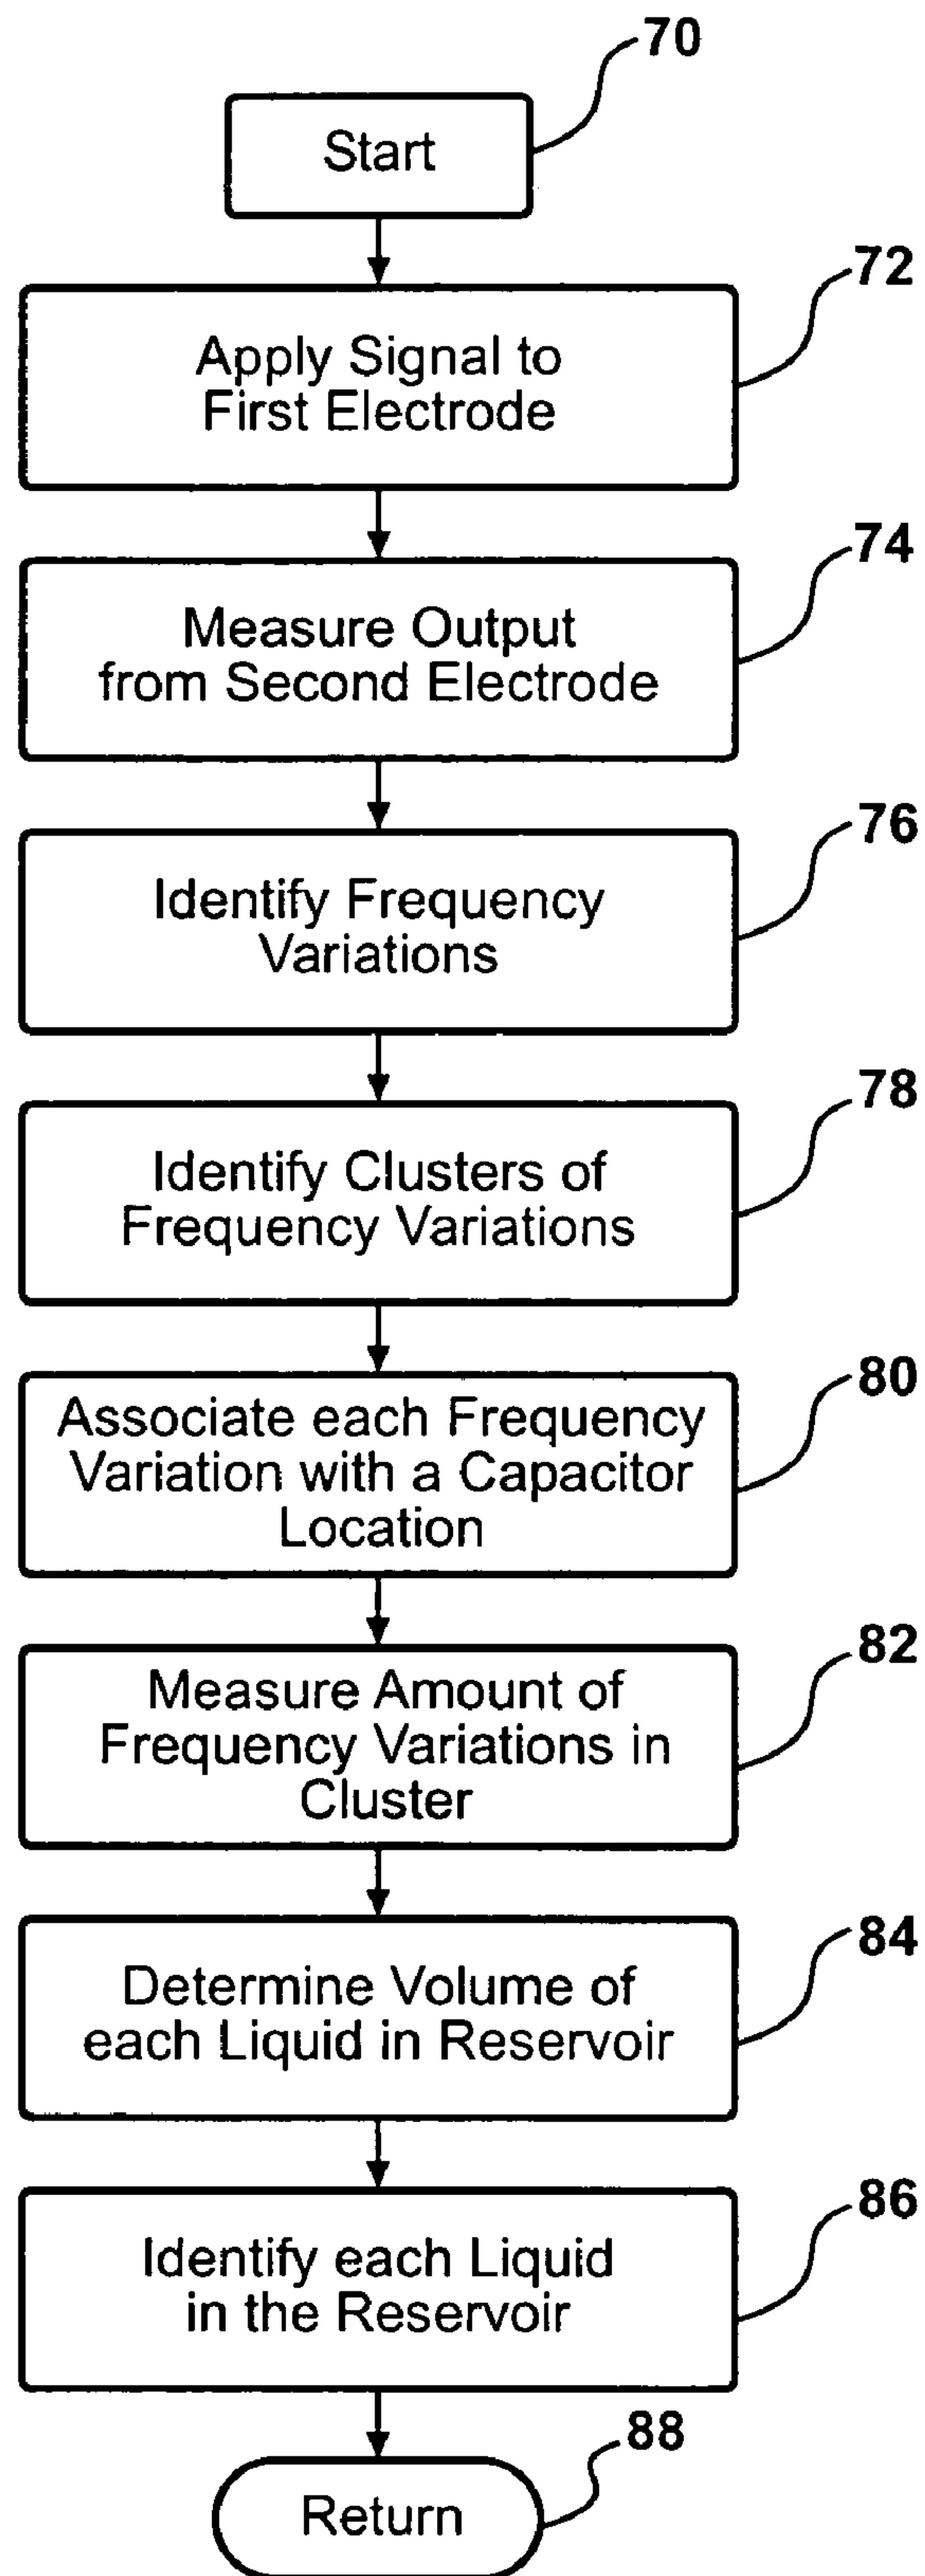 70
Start
72
Apply Signal to
First Electrode
74
Measure Output
from Second Electrode
76
Identify Frequency
Variations
78
Identify Clusters of
Frequency Variations
80
Associate each Frequency
Variation with a Capacitor
Location
82
Measure Amount of
Frequency Variations in
Cluster
84
Determine Volume of
each Liquid in Reservoir
86
Identify each Liquid
in the Reservoir
88
Return